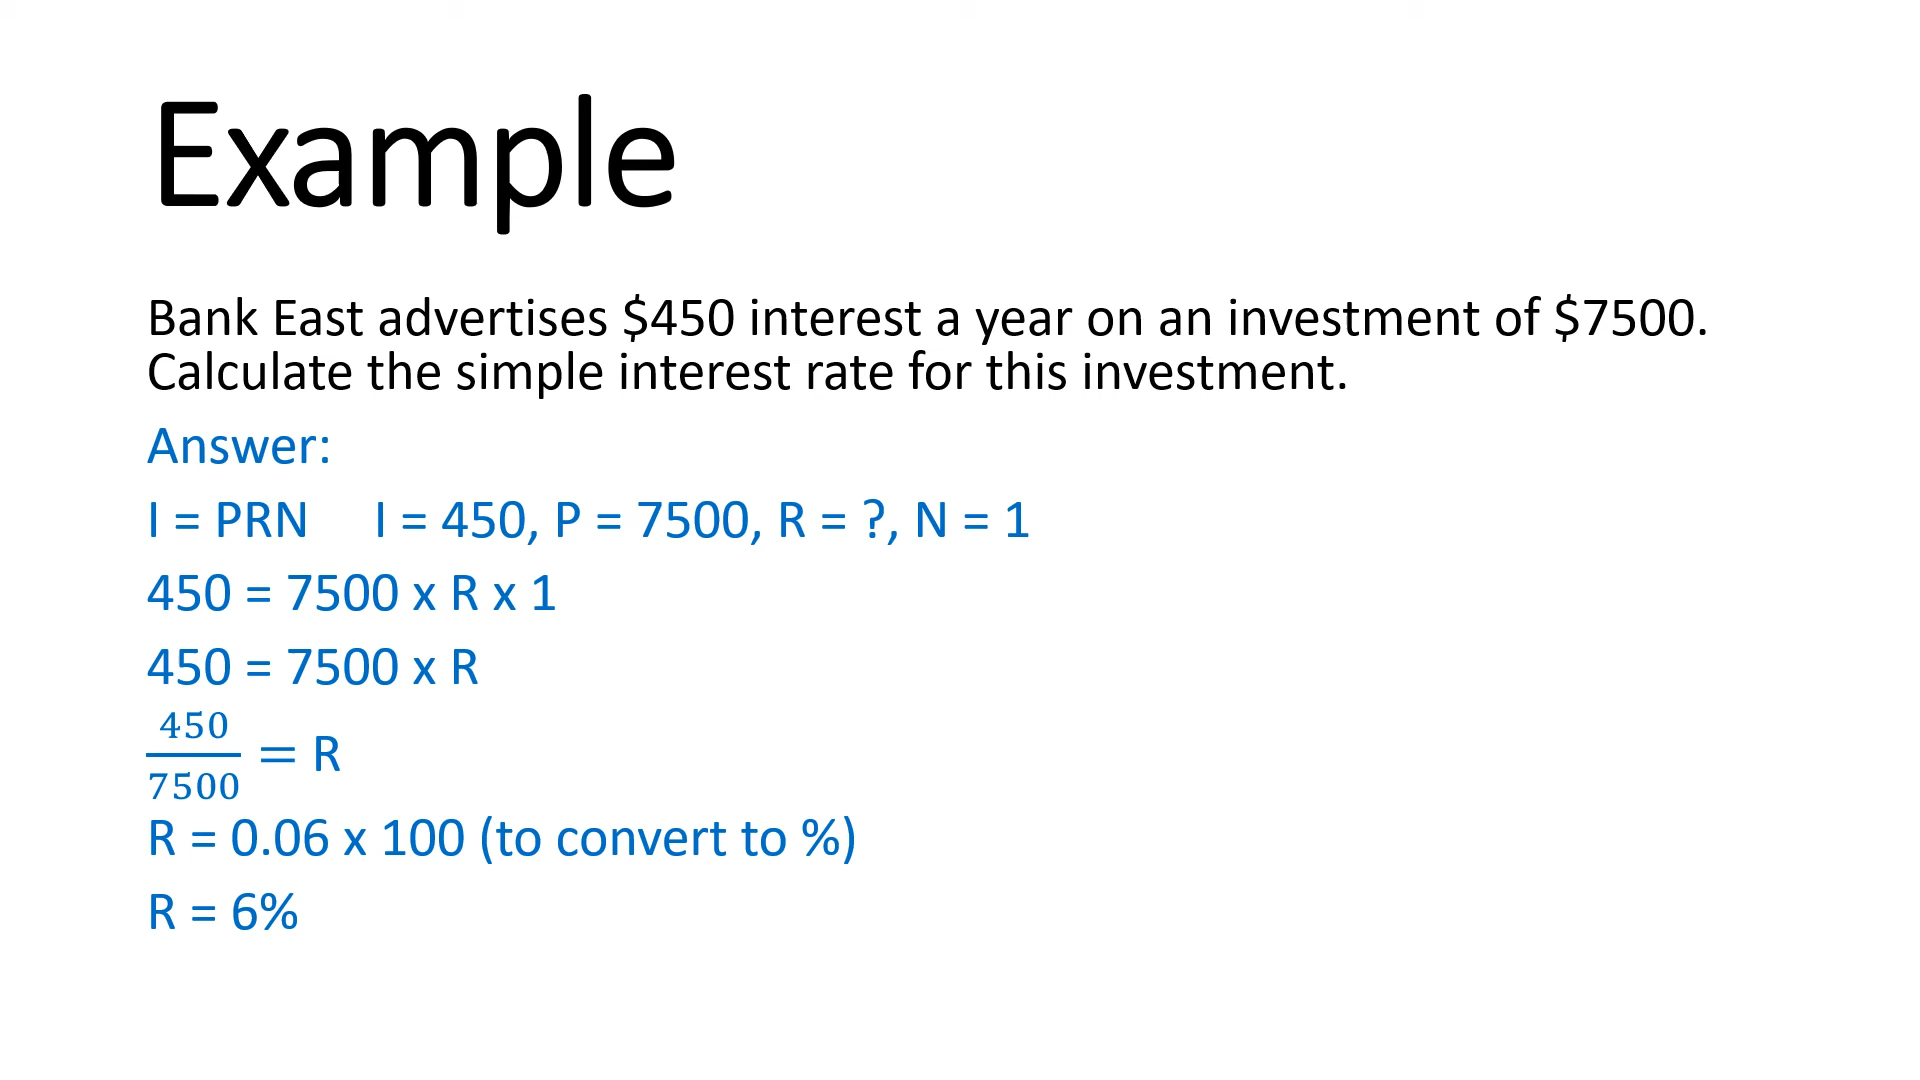 Example
Bank East advertises $450 interest a year on an investment of $7500.
Calculate the simple interest rate for this investment.
Answer:
I = PRN I = 450, P = 7500, R = ?, N = 1
450 = 7500 x R x 1
450 = 7500 x R
450
7500 = R
R = 0.06 x 100 (to convert to %)
R = 6%